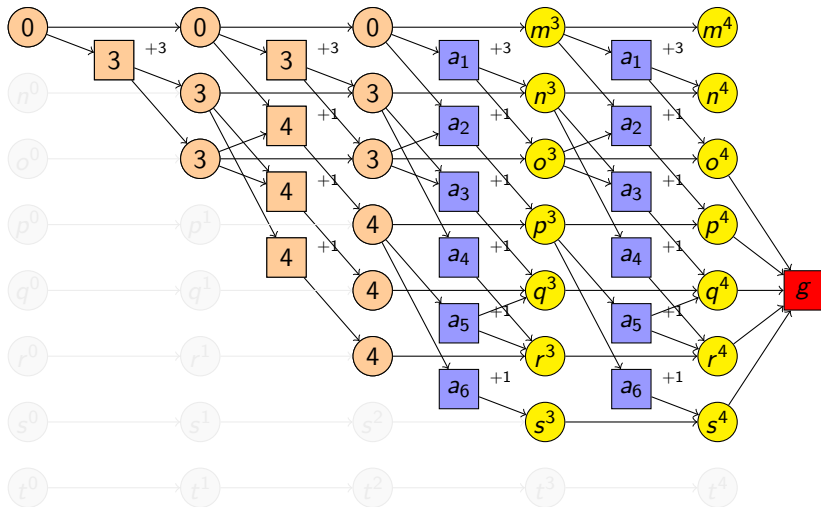 0 0 0 m³ m⁴
3 +3 3 +3 a₁ +3 a₁ +3
n⁰ 3 3 n³ n⁴
4 +1 a₂ +1 a₂ +1
o⁰ 3 3 o³ o⁴
4 +1 a₃ +1 a₃ +1
p⁰ p¹ 4 p³ p⁴
4 +1 a₄ +1 a₄ +1
q⁰ q¹ 4 q³ q⁴ g
a₅ +1 a₅ +1
r⁰ r¹ 4 r³ r⁴
a₆ +1 a₆ +1
s⁰ s¹ s² s³ s⁴
t⁰ t¹ t² t³ t⁴